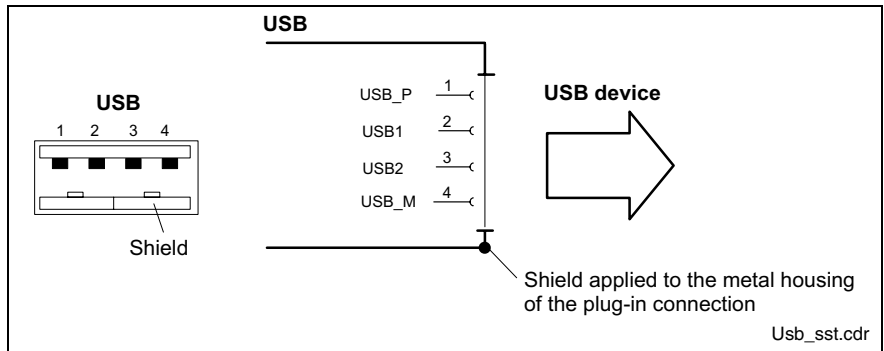 USB
USB
1 2 3 4
Shield
USB_P 1
USB1 2
USB2 3
USB_M 4
USB device
Shield applied to the metal housing
of the plug-in connection
Usb_sst.cdr